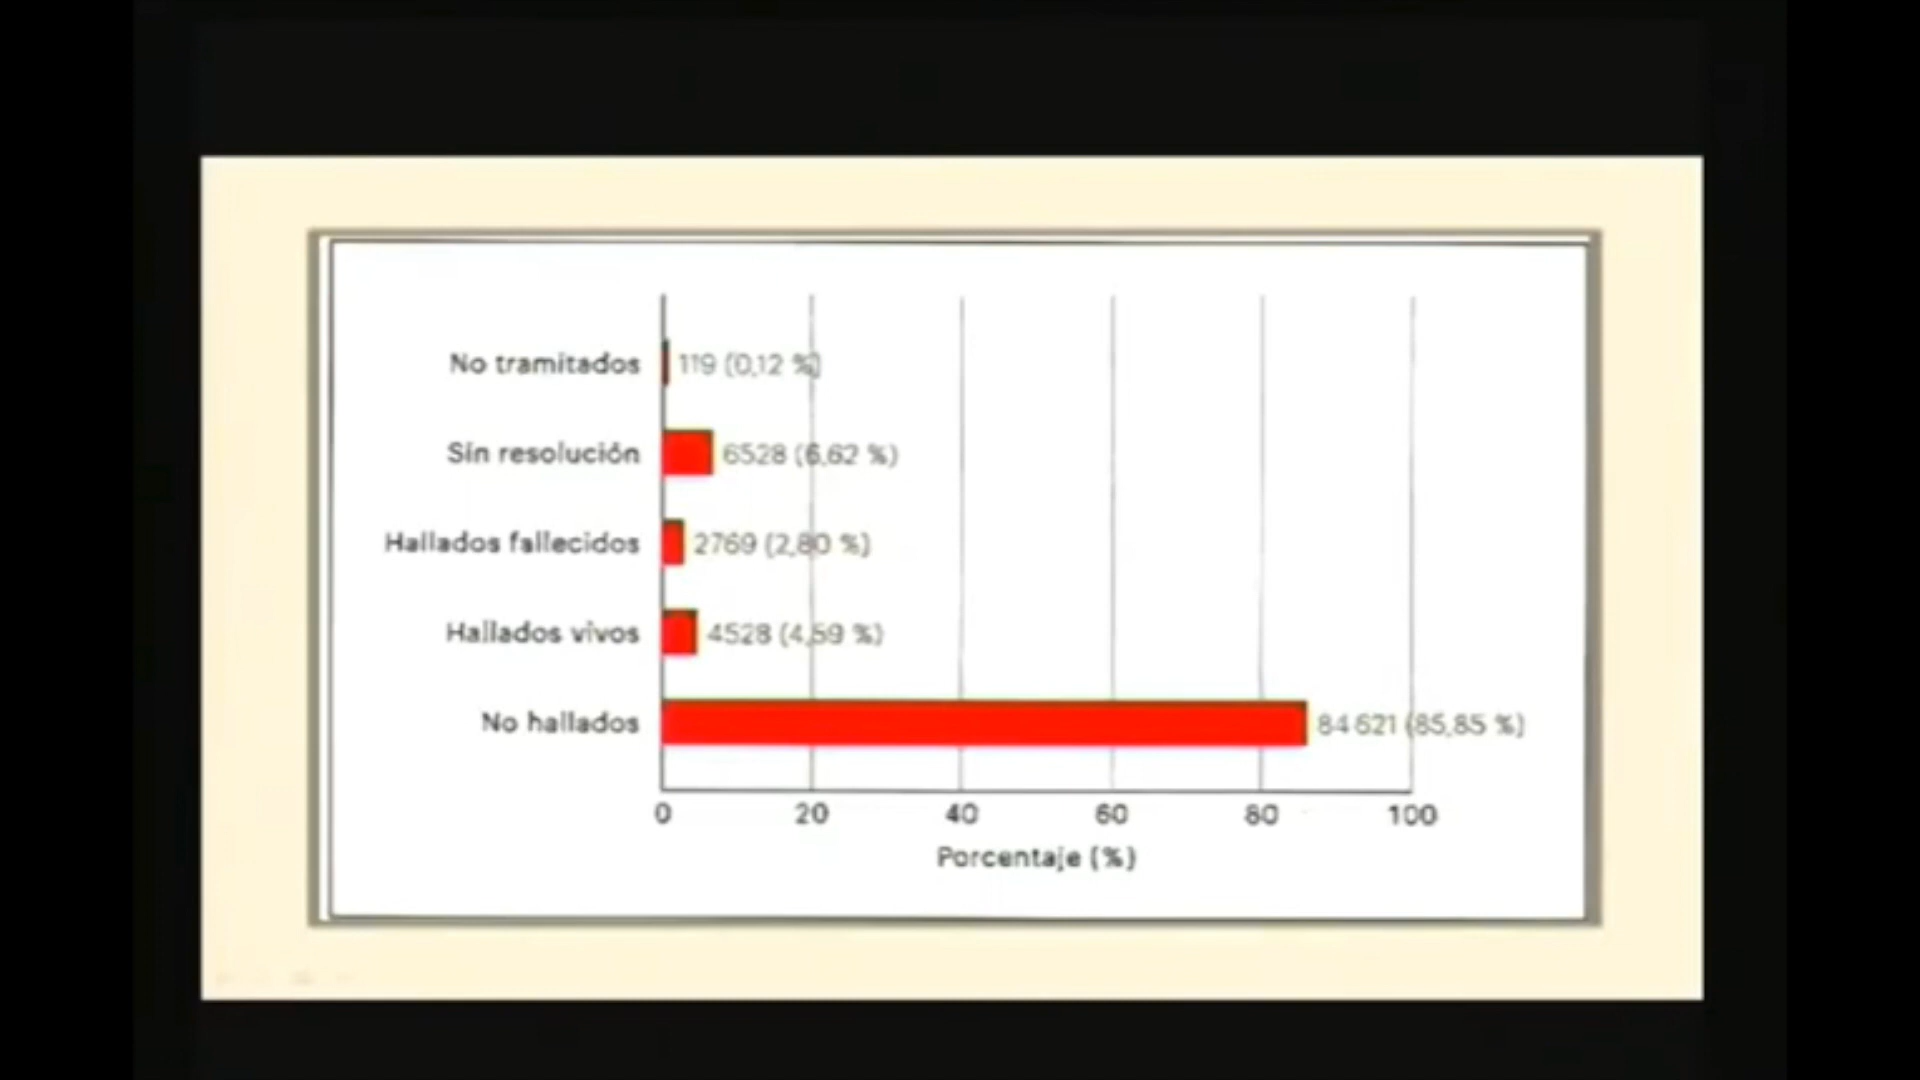 No tramitados 119 (0,12 %)
Sin resolución 6528 (6,62 %)
Hallados fallecidos 2769 (2,80 %)
Hallados vivos 4528 (4,59 %)
No hallados 84 621 (85,85 %)
0 20 40 60 80 100
Porcentaje (%)